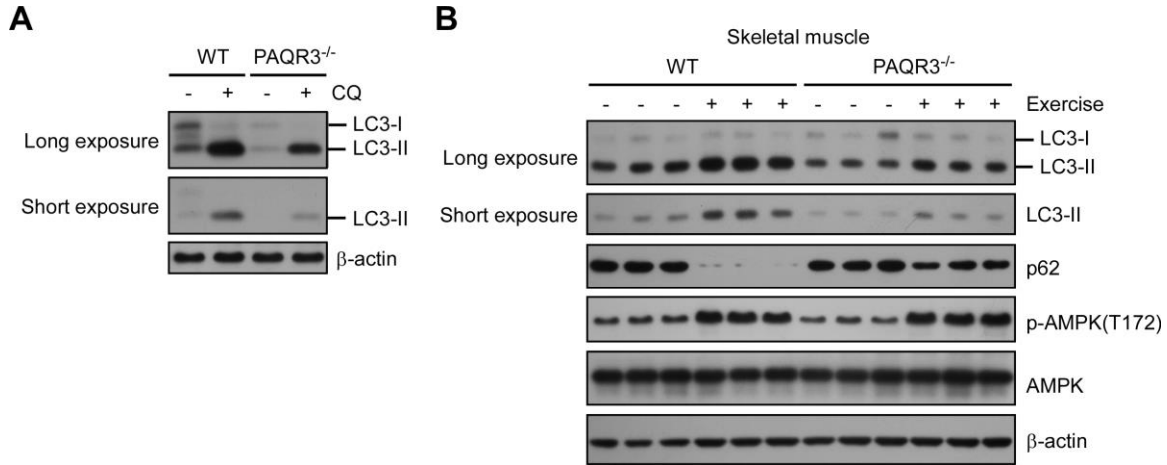 A
WT PAQR3-/-
- + - + CQ
Long exposure
LC3-I
LC3-II
Short exposure
LC3-II
β-actin
B
Skeletal muscle
WT PAQR3-/-
- - - + + + - - - + + + Exercise
Long exposure
LC3-I
LC3-II
Short exposure
LC3-II
p62
p-AMPK(T172)
AMPK
β-actin